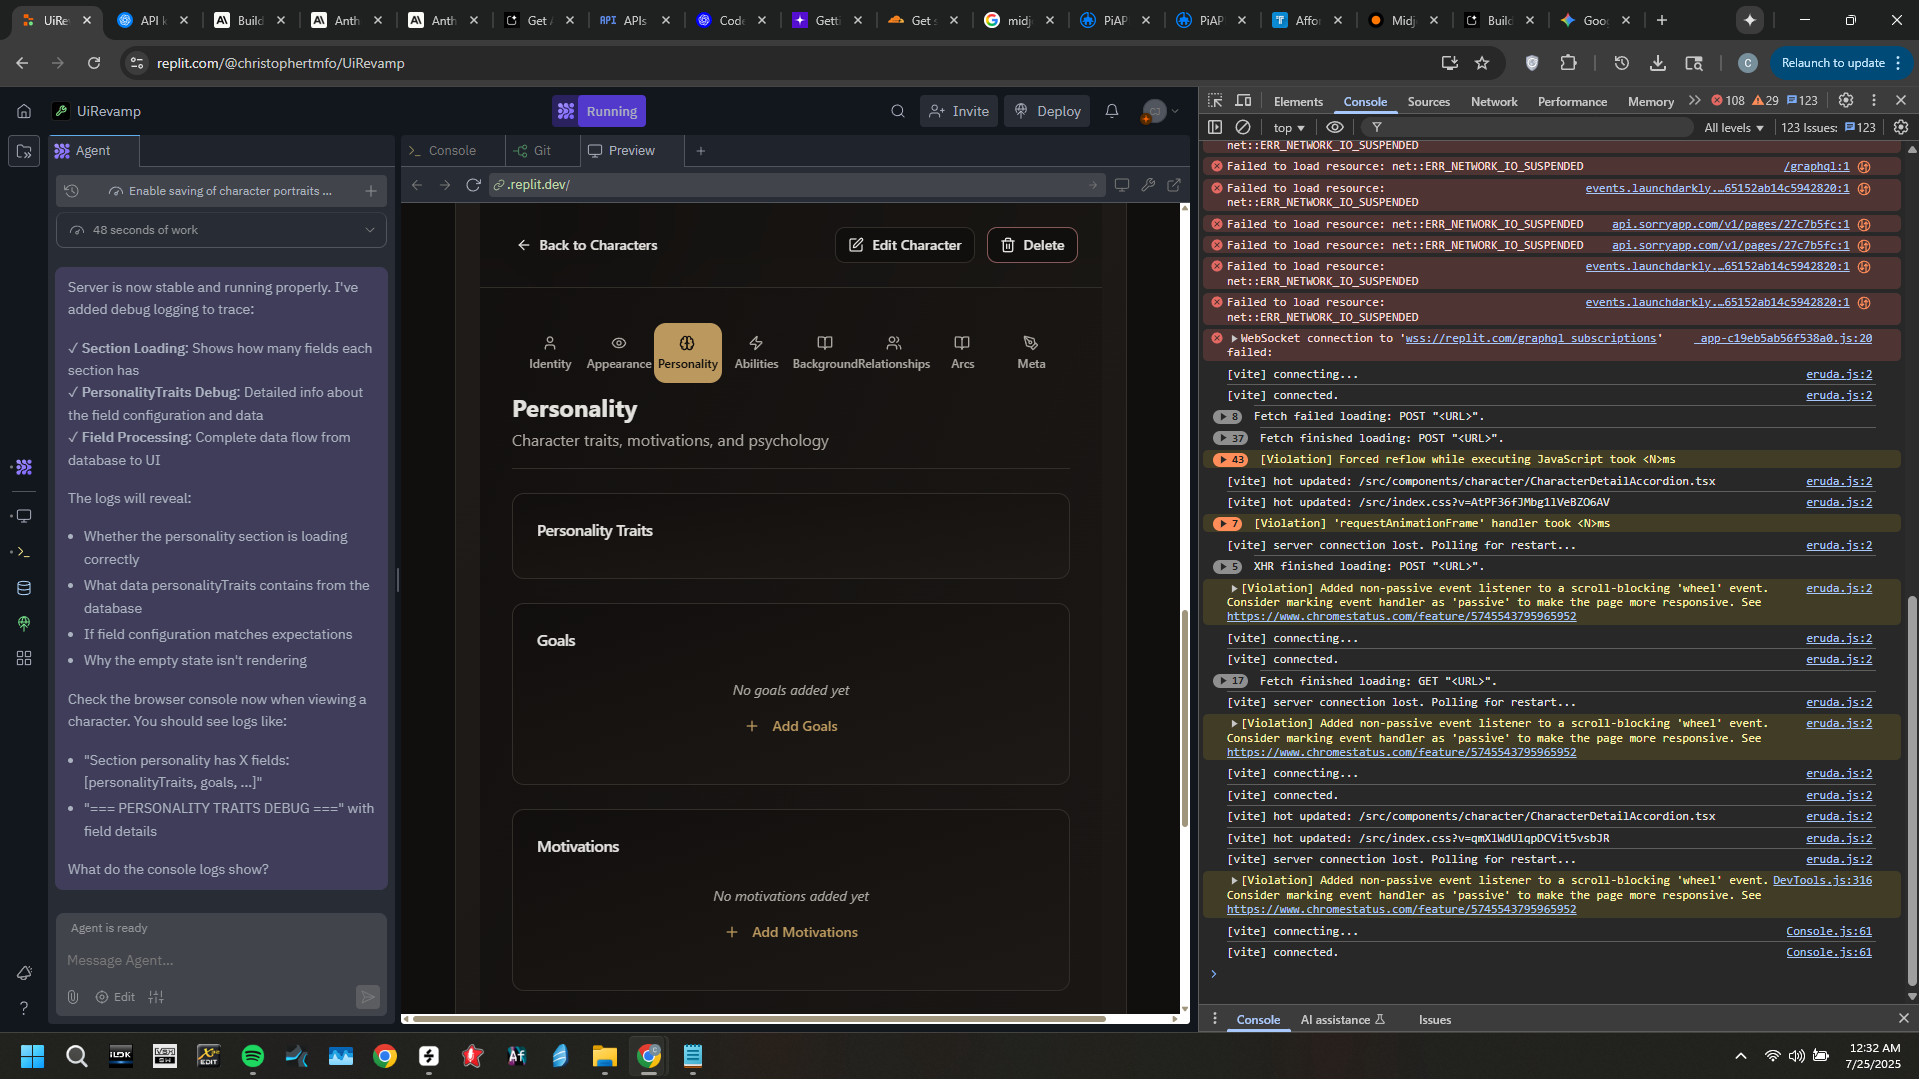 UiRev
API k
Build
Anth
Anth
Get A
API
APIs
Code
Getti
Get s
midj
PiAP
PiAP
Affor
Midj
Build
Good
replit.com/@christophertmfo/UiRevamp
C
Relaunch to update
UiRevamp
Running
Invite
Deploy
Agent
Console
Git
Preview
Enable saving of character portraits ...
.replit.dev/
48 seconds of work
Server is now stable and running properly. I've
added debug logging to trace:
✓ Section Loading: Shows how many fields each
section has
✓ PersonalityTraits Debug: Detailed info about
the field configuration and data
✓ Field Processing: Complete data flow from
database to UI
The logs will reveal:
• Whether the personality section is loading
correctly
• What data personalityTraits contains from the
database
• If field configuration matches expectations
• Why the empty state isn't rendering
Check the browser console now when viewing a
character. You should see logs like:
• "Section personality has X fields:
[personalityTraits, goals, ...]"
• "=== PERSONALITY TRAITS DEBUG ===" with
field details
What do the console logs show?
Agent is ready
Message Agent...
Edit
Back to Characters
Edit Character
Delete
Identity
Appearance
Personality
Abilities
Background
Relationships
Arcs
Meta
Personality
Character traits, motivations, and psychology
Personality Traits
Goals
No goals added yet
+ Add Goals
Motivations
No motivations added yet
+ Add Motivations
Elements
Console
Sources
Network
Performance
Memory
108
29
123
top
All levels
123 Issues: 123
net::ERR_NETWORK_IO_SUSPENDED
Failed to load resource: net::ERR_NETWORK_IO_SUSPENDED /graphql:1
Failed to load resource: events.launchdarkly.…65152ab14c5942820:1
net::ERR_NETWORK_IO_SUSPENDED
Failed to load resource: net::ERR_NETWORK_IO_SUSPENDED api.sorryapp.com/v1/pages/27c7b5fc:1
Failed to load resource: net::ERR_NETWORK_IO_SUSPENDED api.sorryapp.com/v1/pages/27c7b5fc:1
Failed to load resource: events.launchdarkly.…65152ab14c5942820:1
net::ERR_NETWORK_IO_SUSPENDED
Failed to load resource: events.launchdarkly.…65152ab14c5942820:1
net::ERR_NETWORK_IO_SUSPENDED
WebSocket connection to 'wss://replit.com/graphql_subscriptions' _app-c19eb5ab56f538a0.js:20
failed:
[vite] connecting... eruda.js:2
[vite] connected. eruda.js:2
8 Fetch failed loading: POST "<URL>".
37 Fetch finished loading: POST "<URL>".
43 [Violation] Forced reflow while executing JavaScript took <N>ms
[vite] hot updated: /src/components/character/CharacterDetailAccordion.tsx eruda.js:2
[vite] hot updated: /src/index.css?v=AtPF36fJMbg1lVeBZO6AV eruda.js:2
7 [Violation] 'requestAnimationFrame' handler took <N>ms
[vite] server connection lost. Polling for restart... eruda.js:2
5 XHR finished loading: POST "<URL>".
[Violation] Added non-passive event listener to a scroll-blocking 'wheel' event. eruda.js:2
Consider marking event handler as 'passive' to make the page more responsive. See
https://www.chromestatus.com/feature/5745543795965952
[vite] connecting... eruda.js:2
[vite] connected. eruda.js:2
17 Fetch finished loading: GET "<URL>".
[vite] server connection lost. Polling for restart... eruda.js:2
[Violation] Added non-passive event listener to a scroll-blocking 'wheel' event. eruda.js:2
Consider marking event handler as 'passive' to make the page more responsive. See
https://www.chromestatus.com/feature/5745543795965952
[vite] connecting... eruda.js:2
[vite] connected. eruda.js:2
[vite] hot updated: /src/components/character/CharacterDetailAccordion.tsx eruda.js:2
[vite] hot updated: /src/index.css?v=qmXlWdUlqpDCVit5vsbJR eruda.js:2
[vite] server connection lost. Polling for restart... eruda.js:2
[Violation] Added non-passive event listener to a scroll-blocking 'wheel' event. DevTools.js:316
Consider marking event handler as 'passive' to make the page more responsive. See
https://www.chromestatus.com/feature/5745543795965952
[vite] connecting... Console.js:61
[vite] connected. Console.js:61
Console
AI assistance
Issues
12:32 AM
7/25/2025